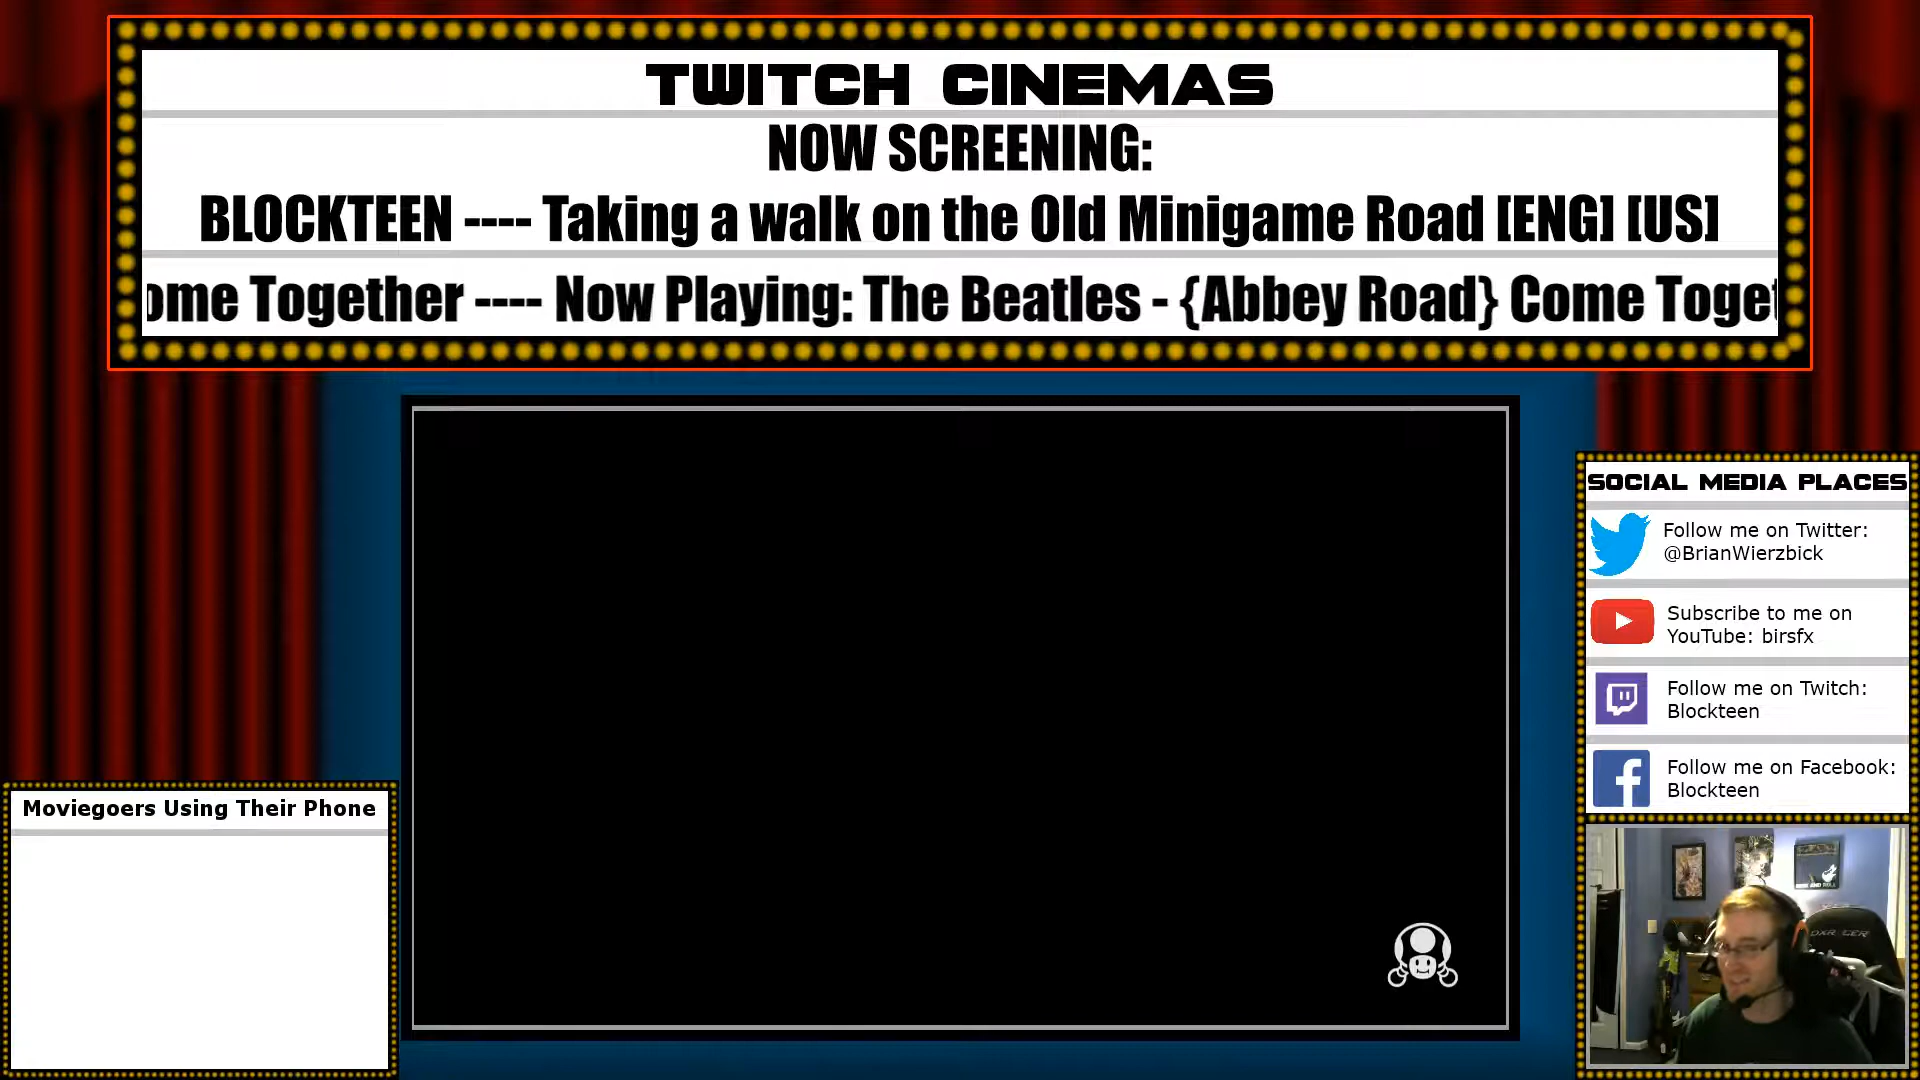 TWITCH CINEMAS
NOW SCREENING:
BLOCKTEEN ---- Taking a walk on the Old Minigame Road [ENG] [US]
ome Together ---- Now Playing: The Beatles - {Abbey Road} Come Toget
SOCIAL MEDIA PLACES
Follow me on Twitter:
@BrianWierzbick
Subscribe to me on
YouTube: birsfx
Follow me on Twitch:
Blockteen
Follow me on Facebook:
Blockteen
Moviegoers Using Their Phone